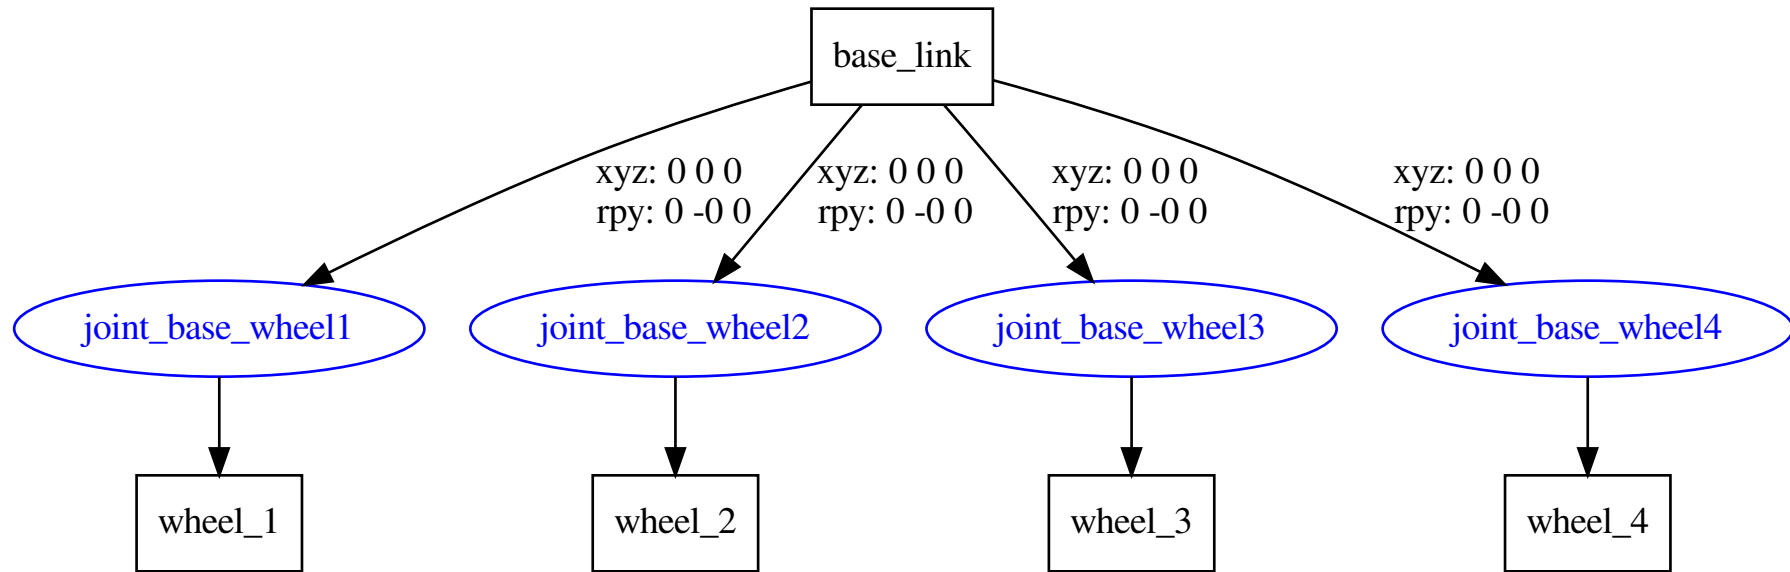 base_link
xyz: 0 0 0
rpy: 0 -0 0
xyz: 0 0 0
rpy: 0 -0 0
xyz: 0 0 0
rpy: 0 -0 0
xyz: 0 0 0
rpy: 0 -0 0
joint_base_wheel1
joint_base_wheel2
joint_base_wheel3
joint_base_wheel4
wheel_1
wheel_2
wheel_3
wheel_4